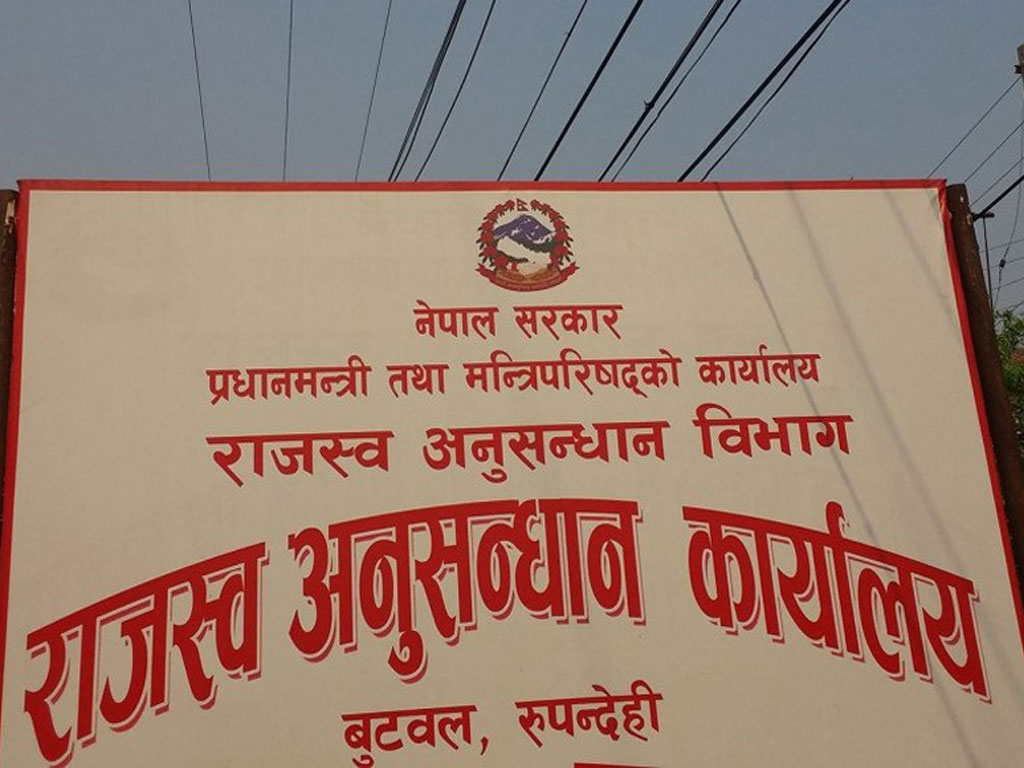 नेपाल सरकार
प्रधानमन्त्री तथा मन्त्रिपरिषद्को कार्यालय
राजस्व अनुसन्धान विभाग
राजस्व अनुसन्धान कार्यालय
बुटवल, रुपन्देही